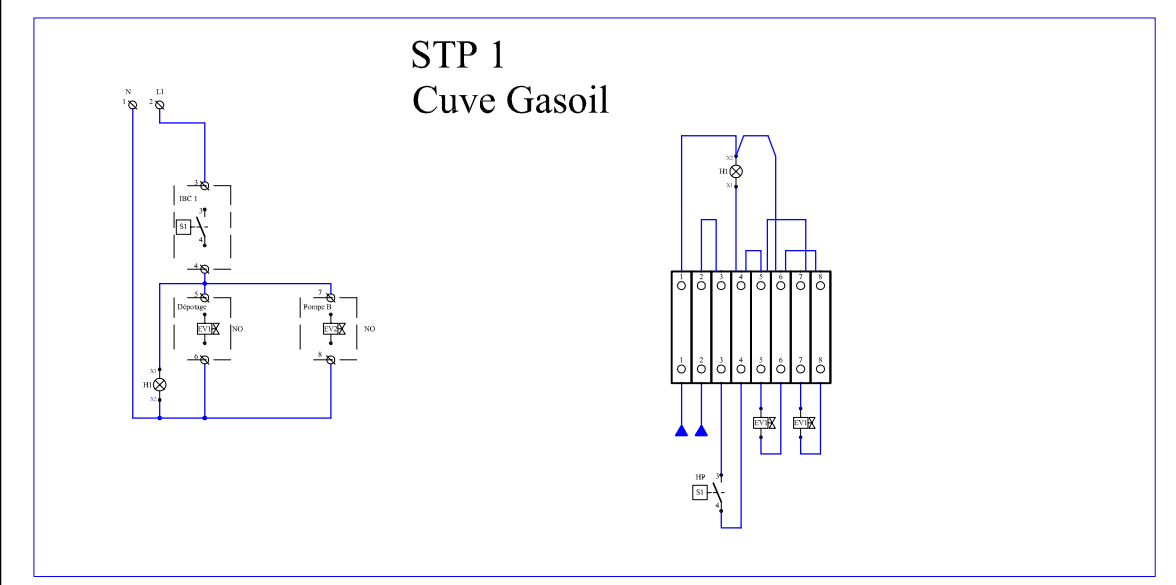 STP 1
Cuve Gasoil
N L1
1 2
3
IBC 1
3
S1
4
4
5 7
Dépotage Pompe B
EV1 NO EV2 NO
6 8
X1
H1
X2
X2
H1
X1
1 2 3 4 5 6 7 8
1 2 3 4 5 6 7 8
EV1 EV1
HP 3
S1
4